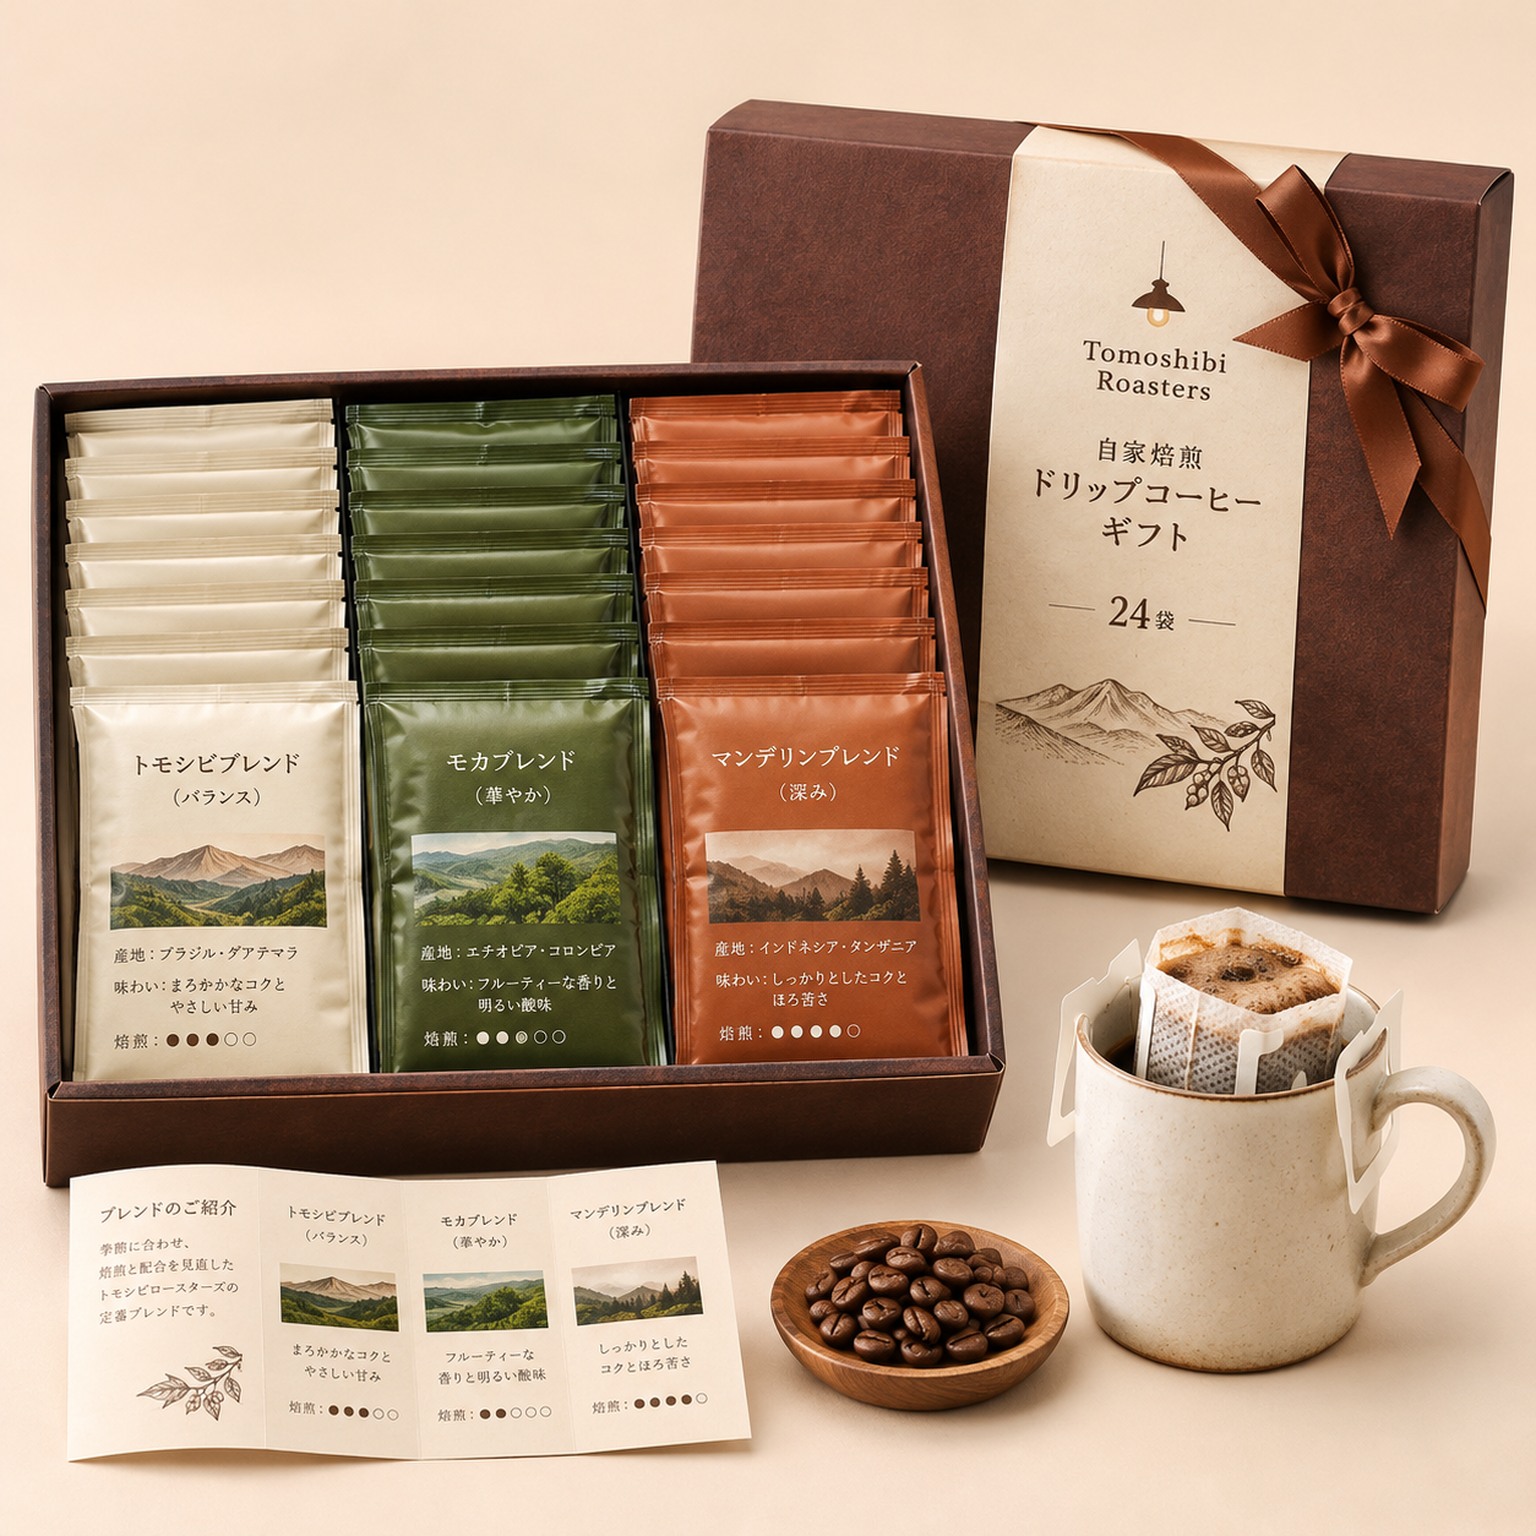 Tomoshibi
Roasters
自家焙煎
ドリップコーヒー
ギフト
24袋
トモシビブレンド
(バランス)
産地：ブラジル・ダアテマラ
味わい：まろかかなコクと
やさしい甘み
焙煎：●●●○○
モカブレンド
(華やか)
産地：エチオピア・コロンビア
味わい：フルーティーな香りと
明るい酸味
焙煎：
マンデリンブレンド
(深み)
産地：インドネシア・タンザニア
味わい：しっかりとしたコクと
ほろ苦さ
焙煎：●●●●○
ブレンドのご紹介
に合わせ、
焙煎と配合を見直した
トモシビロースターズの
ブレンドです。
トモシビブレンド
(バランス)
まろかかなコクと
やさしい甘み
焙煎：●●●○○
モカブレンド
(華やか)
フルーティーな
香りと明るい酸味
焙煎：●●○○○
マンデリンブレンド
(深み)
しっかりとした
コクとほろ苦さ
焙煎：●●●●○